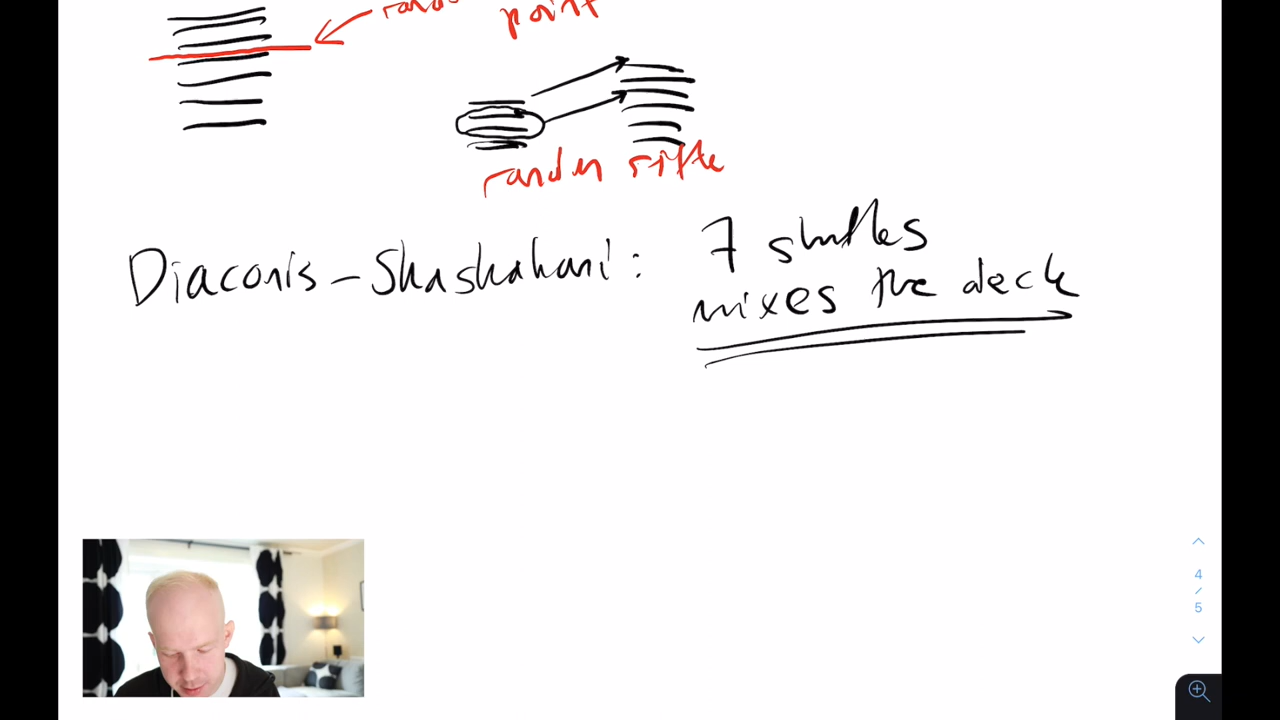 point
random riffle
Diaconis - Shashahani: 7 shuffles
mixes the deck
4
/
5